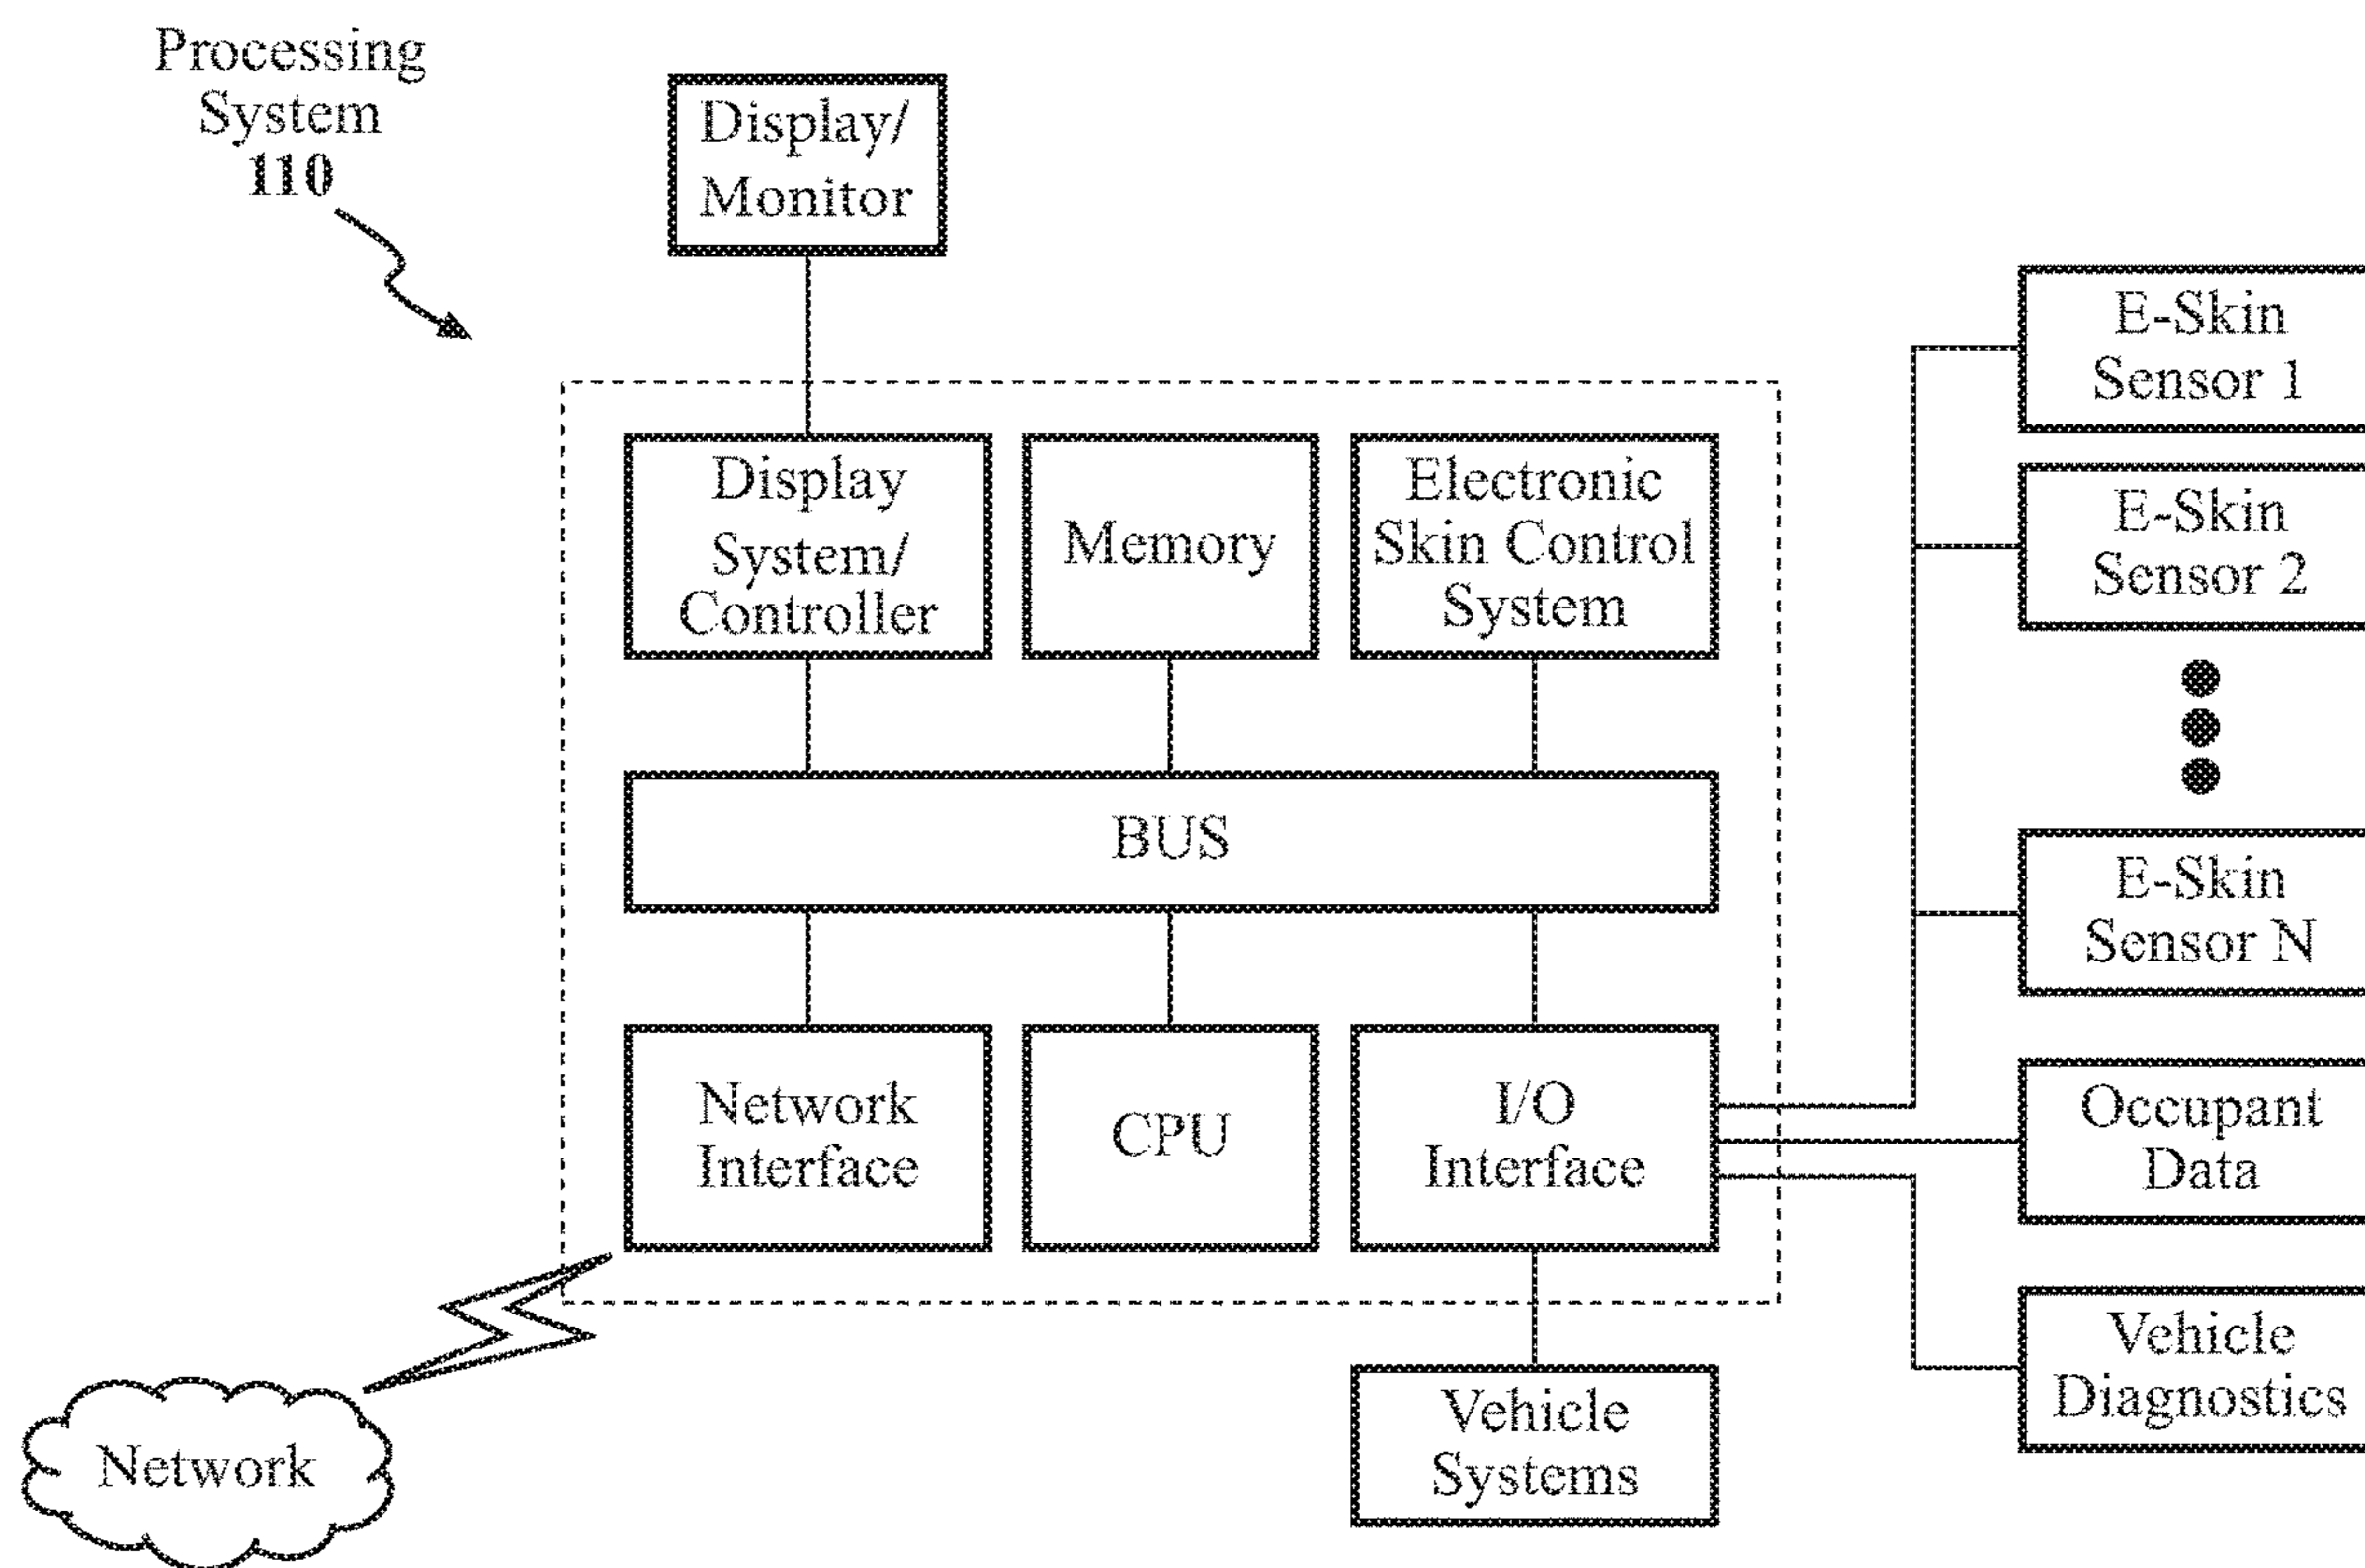 Processing
System
110
Display/
Monitor
E-Skin
Sensor 1
E-Skin
Sensor 2
E-Skin
Sensor N
Display
System/
Controller
Memory
Electronic
Skin Control
System
BUS
Network
Interface
CPU
I/O
Interface
Occupant
Data
Vehicle
Diagnostics
Vehicle
Systems
Network